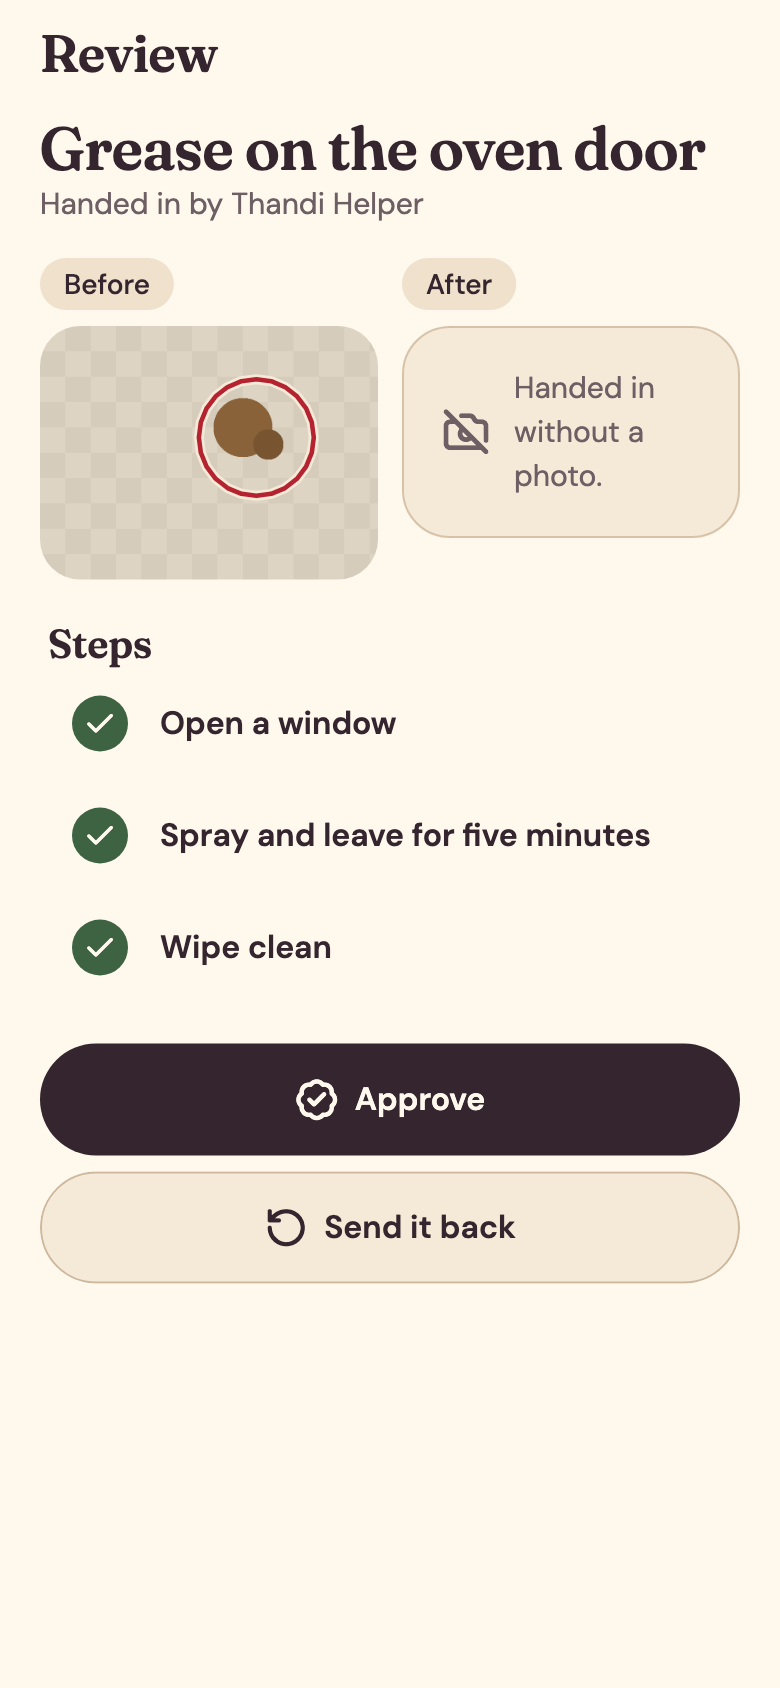 Review
Grease on the oven door
Handed in by Thandi Helper
Before
After
Handed in
without a
photo.
Steps
Open a window
Spray and leave for five minutes
Wipe clean
Approve
Send it back